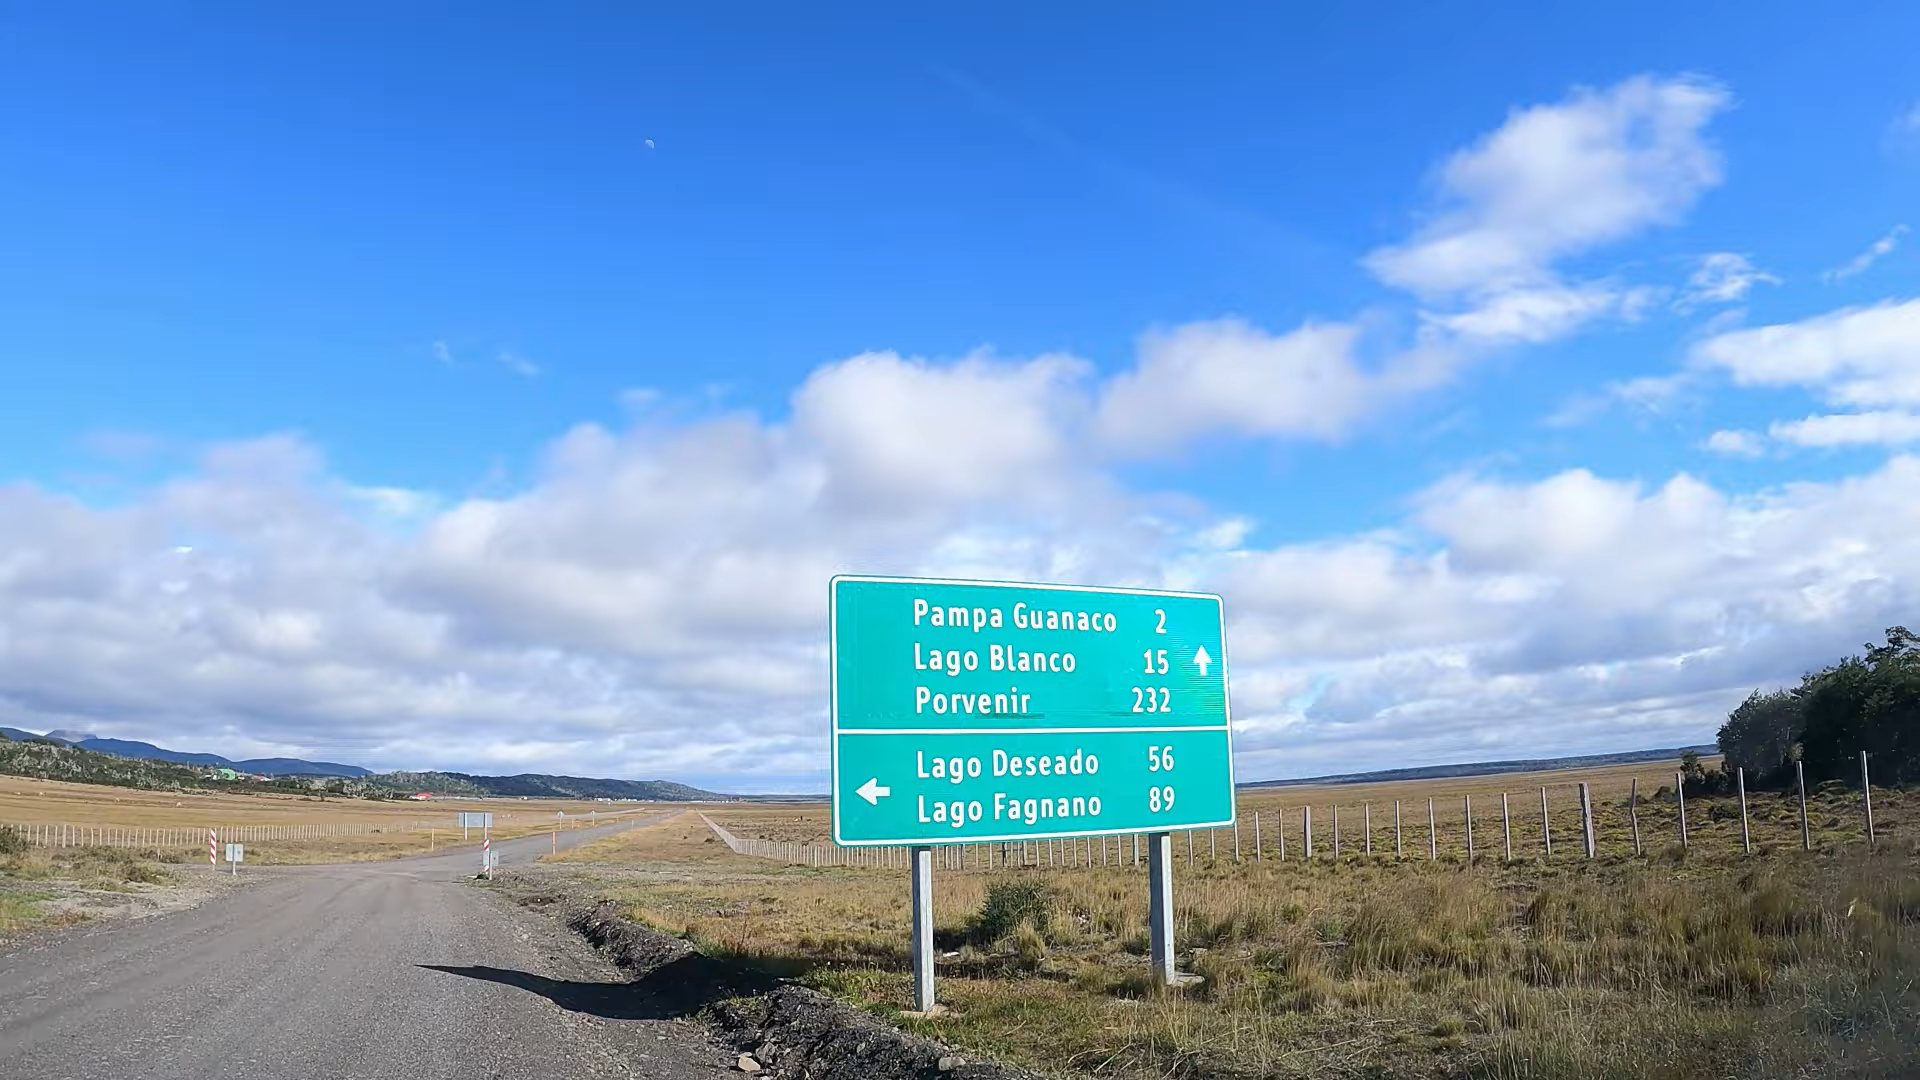 Pampa Guanaco 2
Lago Blanco 15
Porvenir 232
Lago Deseado 56
Lago Fagnano 89